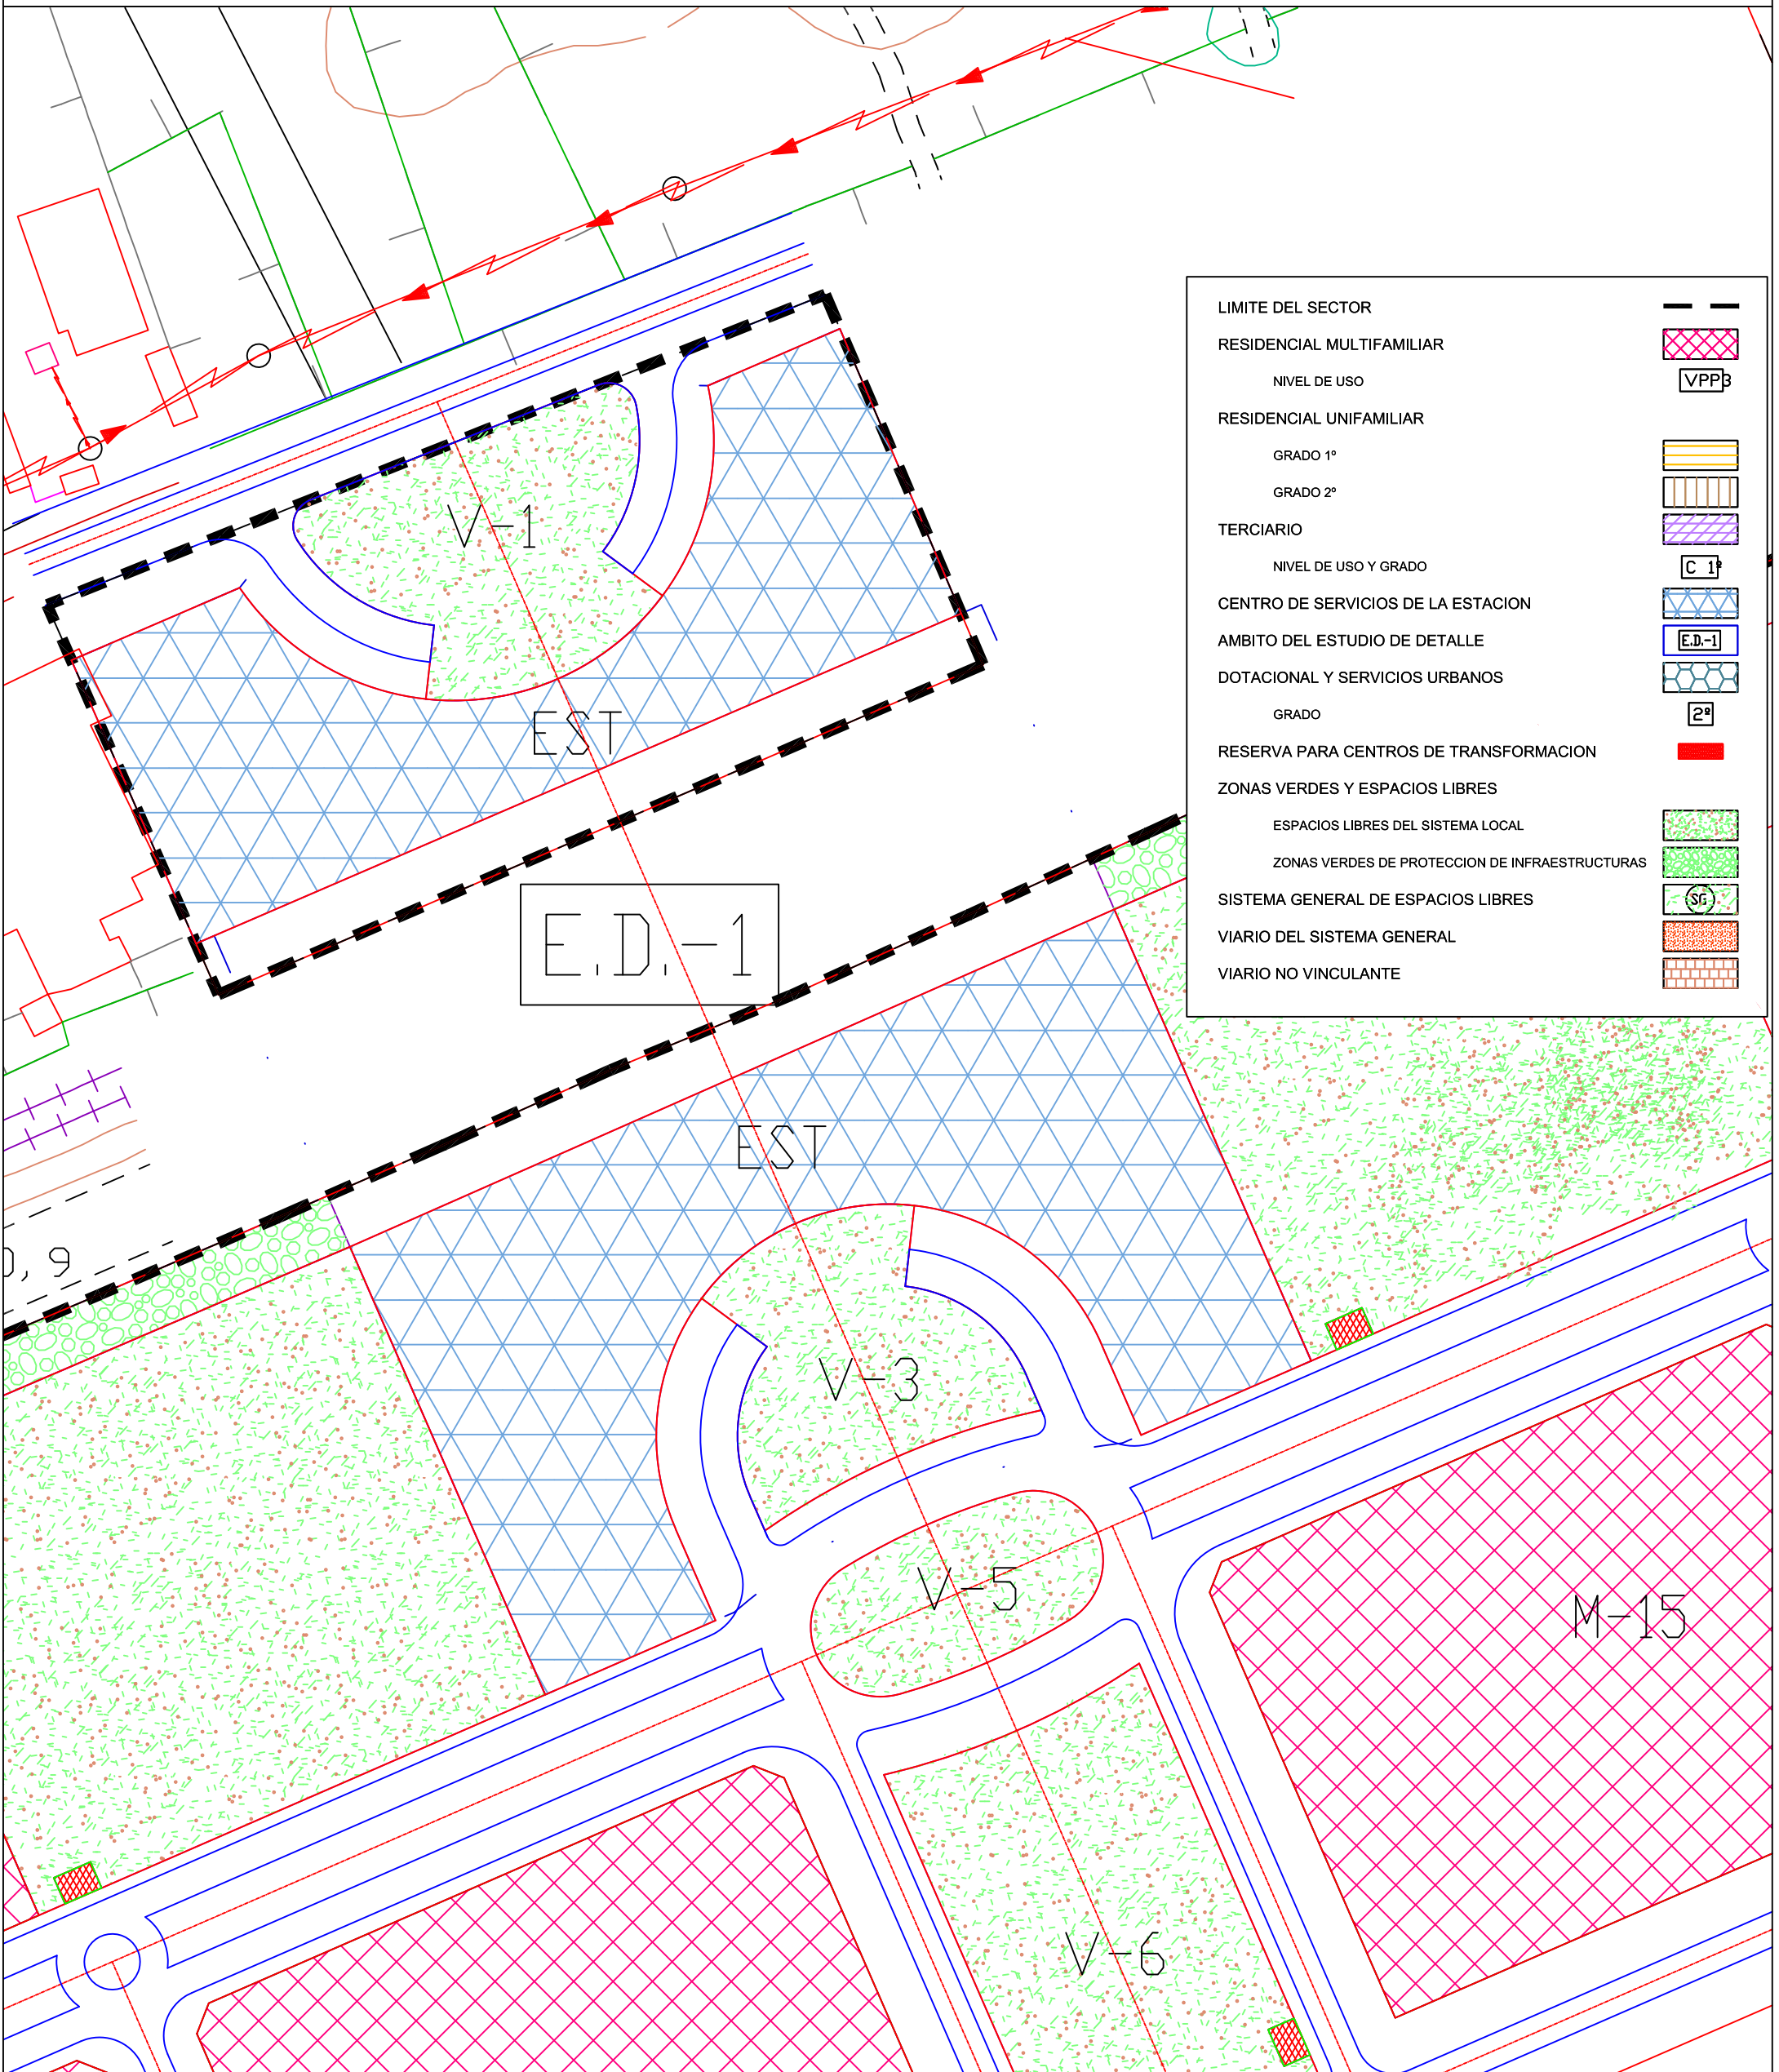 V-1
EST
E.D.-1
EST
0,9
V-3
V-5
M-15
V-6
LIMITE DEL SECTOR
RESIDENCIAL MULTIFAMILIAR
NIVEL DE USO VPP3
RESIDENCIAL UNIFAMILIAR
GRADO 1º
GRADO 2º
TERCIARIO
NIVEL DE USO Y GRADO C 1º
CENTRO DE SERVICIOS DE LA ESTACION
AMBITO DEL ESTUDIO DE DETALLE E.D.-1
DOTACIONAL Y SERVICIOS URBANOS
GRADO 2º
RESERVA PARA CENTROS DE TRANSFORMACION
ZONAS VERDES Y ESPACIOS LIBRES
ESPACIOS LIBRES DEL SISTEMA LOCAL
ZONAS VERDES DE PROTECCION DE INFRAESTRUCTURAS
SISTEMA GENERAL DE ESPACIOS LIBRES SG
VIARIO DEL SISTEMA GENERAL
VIARIO NO VINCULANTE